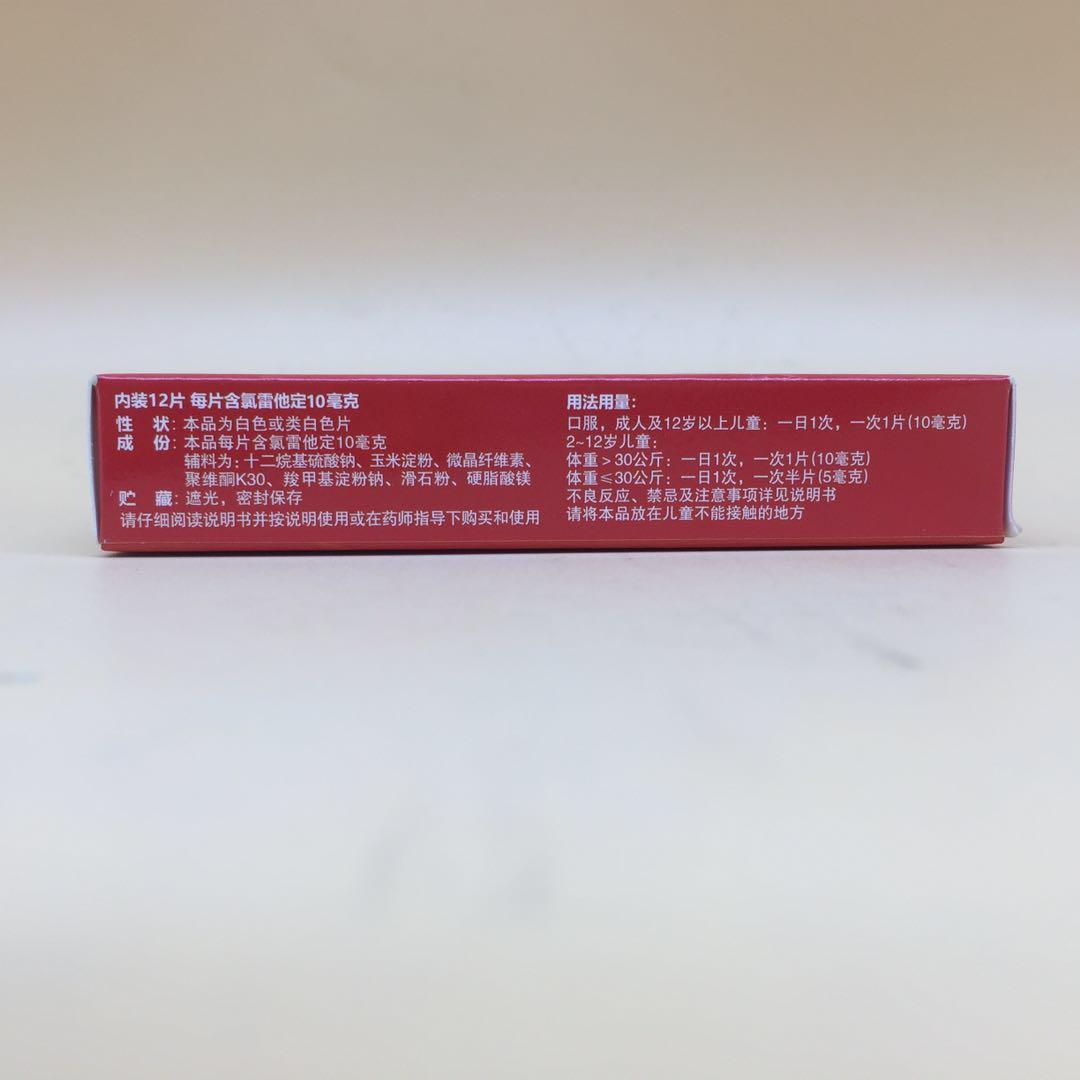 内装12片 每片含氯雷他定10毫克
性 状: 本品为白色或类白色片
成 份: 本品每片含氯雷他定10毫克
辅料为: 十二烷基硫酸钠、玉米淀粉、微晶纤维素、
聚维酮K30、羧甲基淀粉钠、滑石粉、硬脂酸镁
贮 藏: 遮光，密封保存
请仔细阅读说明书并按说明使用或在药师指导下购买和使用
用法用量:
口服，成人及12岁以上儿童: 一日1次，一次1片(10毫克)
2~12岁儿童:
体重>30公斤: 一日1次，一次1片(10毫克)
体重≤30公斤: 一日1次，一次半片(5毫克)
不良反应、禁忌及注意事项详见说明书
请将本品放在儿童不能接触的地方